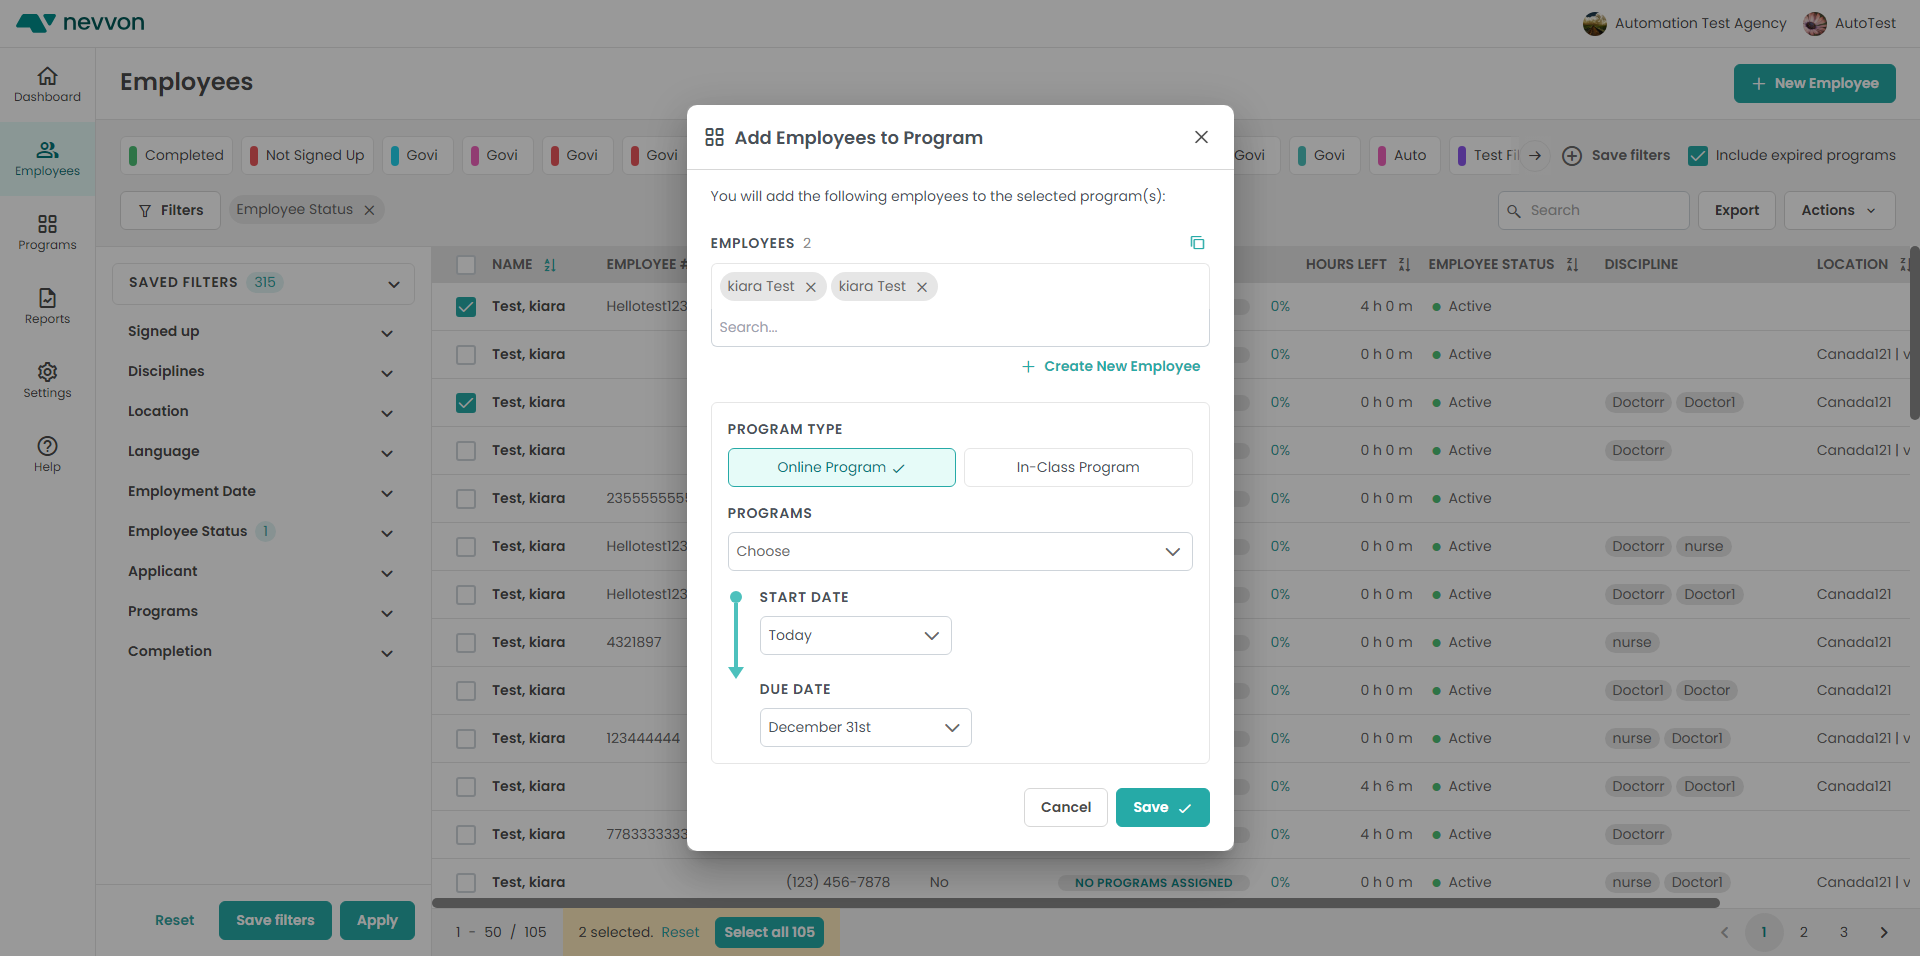 nevvon
Automation Test Agency
AutoTest
Dashboard
Employees
Programs
Reports
Settings
Help
Employees
New Employee
Completed
Not Signed Up
Govi
Govi
Govi
Govi
Govi
Govi
Auto
Test Fil
Save filters
Include expired programs
Filters
Employee Status
Search
Export
Actions
SAVED FILTERS 315
Signed up
Disciplines
Location
Language
Employment Date
Employee Status 1
Applicant
Programs
Completion
Reset
Save filters
Apply
NAME EMPLOYEE # HOURS LEFT EMPLOYEE STATUS DISCIPLINE LOCATION
Test, kiara Hellotest123 0% 4 h 0 m Active
Test, kiara 0% 0 h 0 m Active Canada121 | v
Test, kiara 0% 0 h 0 m Active Doctorr Doctor1 Canada121
Test, kiara 0% 0 h 0 m Active Doctorr Canada121 | v
Test, kiara 2355555555 0% 0 h 0 m Active
Test, kiara Hellotest123 0% 0 h 0 m Active Doctorr nurse
Test, kiara Hellotest123 0% 0 h 0 m Active Doctorr Doctor1 Canada121
Test, kiara 4321897 0% 0 h 0 m Active nurse Canada121
Test, kiara 0% 0 h 0 m Active Doctor1 Doctor Canada121
Test, kiara 123444444 0% 0 h 0 m Active nurse Doctor1 Canada121 | v
Test, kiara 0% 4 h 6 m Active Doctorr Doctor1 Canada121
Test, kiara 7783333333 0% 4 h 0 m Active Doctorr
Test, kiara (123) 456-7878 No NO PROGRAMS ASSIGNED 0% 0 h 0 m Active nurse Doctor1 Canada121 | v
1 - 50 / 105
2 selected. Reset
Select all 105
1 2 3
Add Employees to Program
You will add the following employees to the selected program(s):
EMPLOYEES 2
kiara Test
kiara Test
Search...
Create New Employee
PROGRAM TYPE
Online Program
In-Class Program
PROGRAMS
Choose
START DATE
Today
DUE DATE
December 31st
Cancel
Save